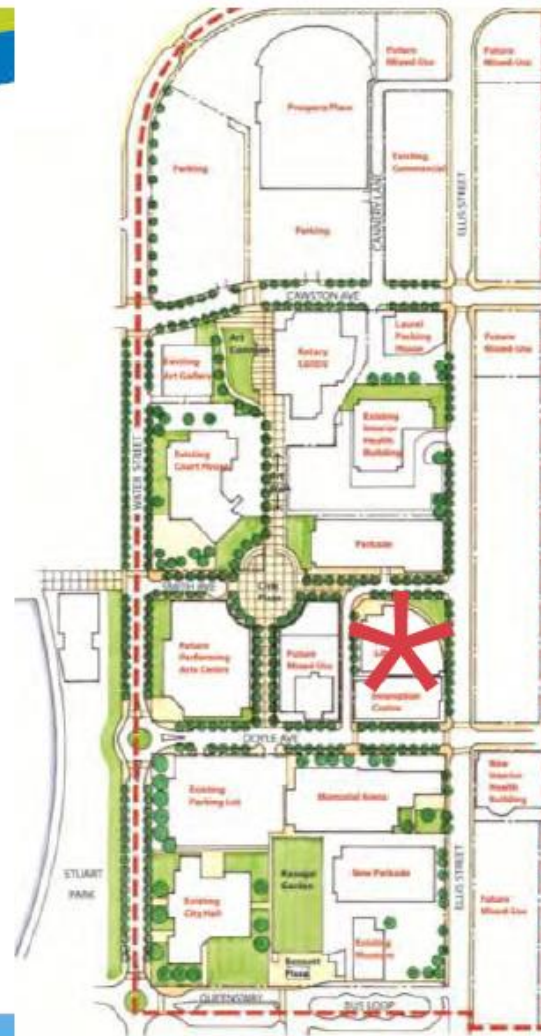 Future
Mixed-Use
Future
Mixed-Use
Prospera Place
Parking
Existing
Commercial
CANNERY LANE
ELLIS STREET
Parking
CAWSTON AVE
Art
Existing
Art Gallery
Rotary
Laurel
Packing
House
Future
Mixed-Use
WATER STREET
Existing
Court House
Existing
Interior
Health
Building
Parkade
SMITH AVE
Civic
Plaza
Future
Performing
Arts Centre
Future
Mixed-Use
Innovation
Centre
DOYLE AVE
Existing
Parking Lot
Memorial Arena
New
Interior
Health
Building
STUART
PARK
Existing
City Hall
Kasugai
Garden
New Parkade
ELLIS STREET
Future
Mixed-Use
Existing
Museum
Bennett
Plaza
QUEENSWAY
BUS LOOP